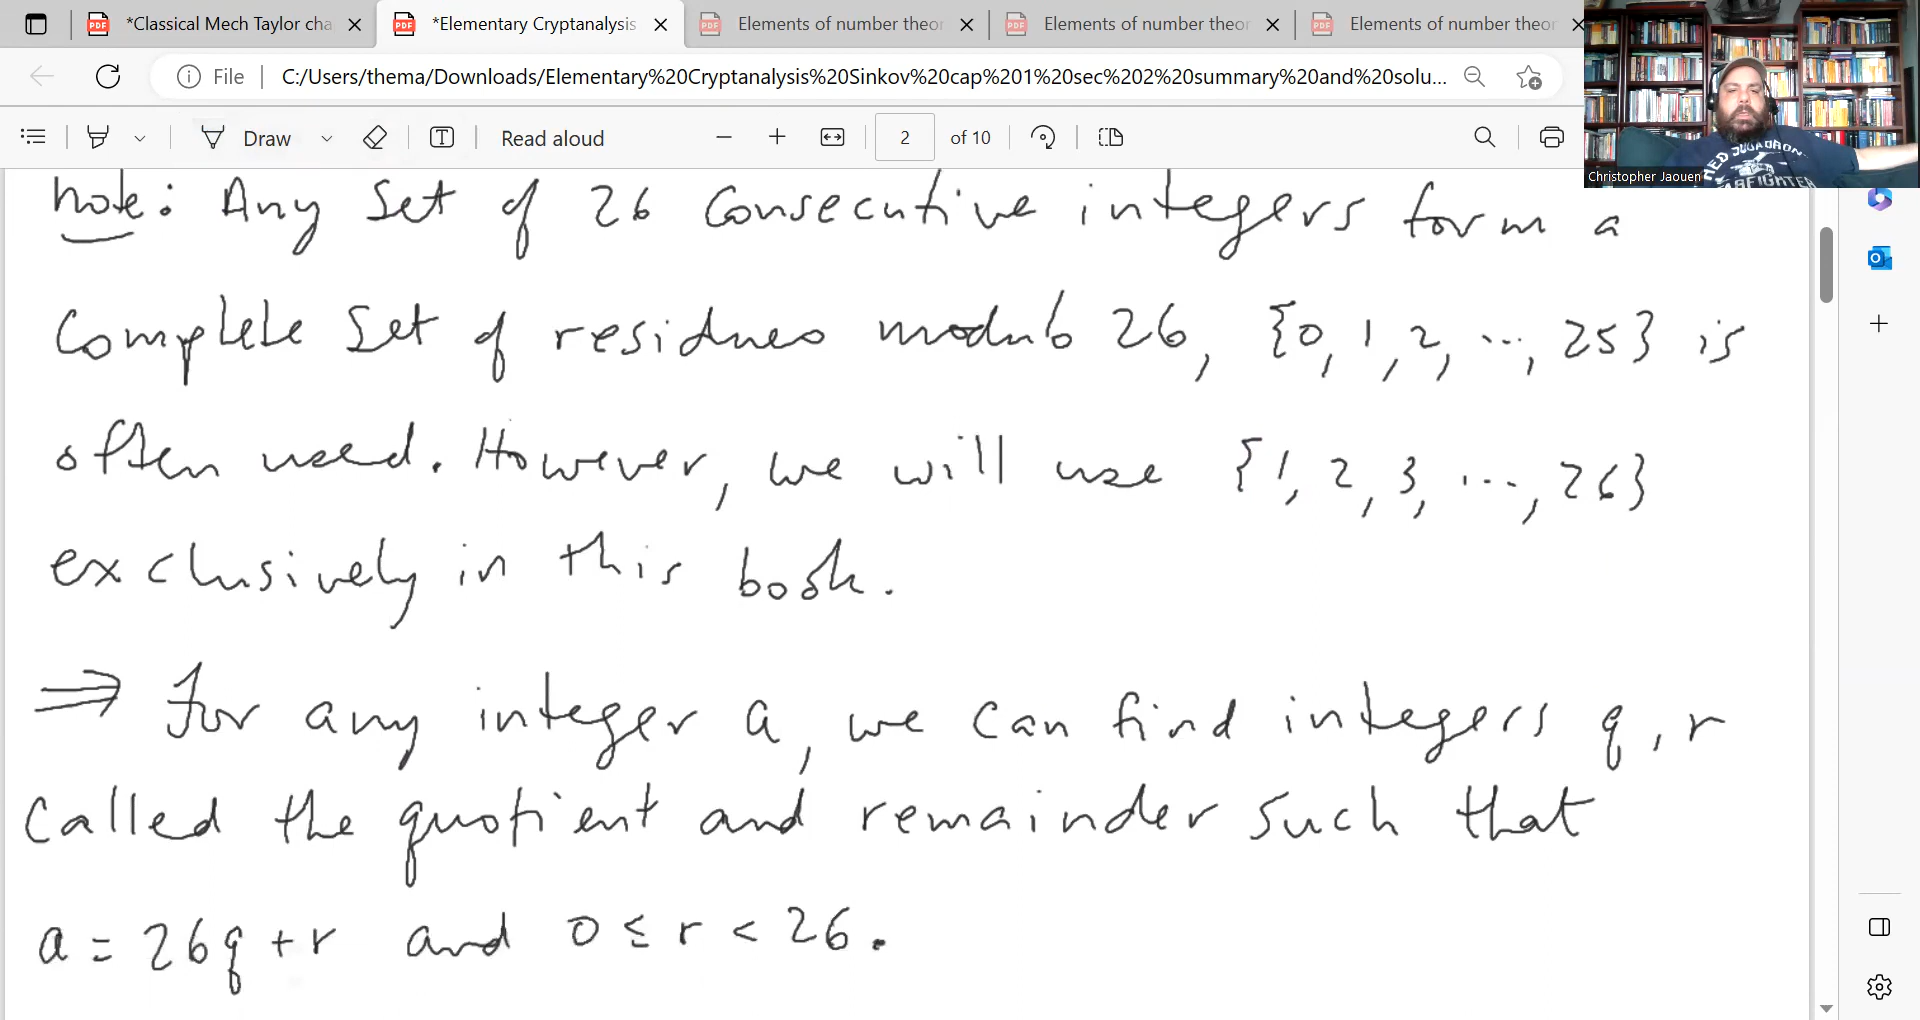 *Classical Mech Taylor cha
*Elementary Cryptanalysis
Elements of number theor
Elements of number theor
Elements of number theor
File
C:/Users/thema/Downloads/Elementary%20Cryptanalysis%20Sinkov%20cap%201%20sec%202%20summary%20and%20solu...
Draw
Read aloud
2 of 10
Christopher Jaouen
Note: Any Set of 26 Consecutive integers form a
Complete Set of residues modulo 26, {0, 1, 2, ..., 25} is
often used. However, we will use {1, 2, 3, ..., 26}
exclusively in this book.
⇒ For any integer a, we can find integers q, r
Called the quotient and remainder such that
a = 26q + r and 0 ≤ r < 26.